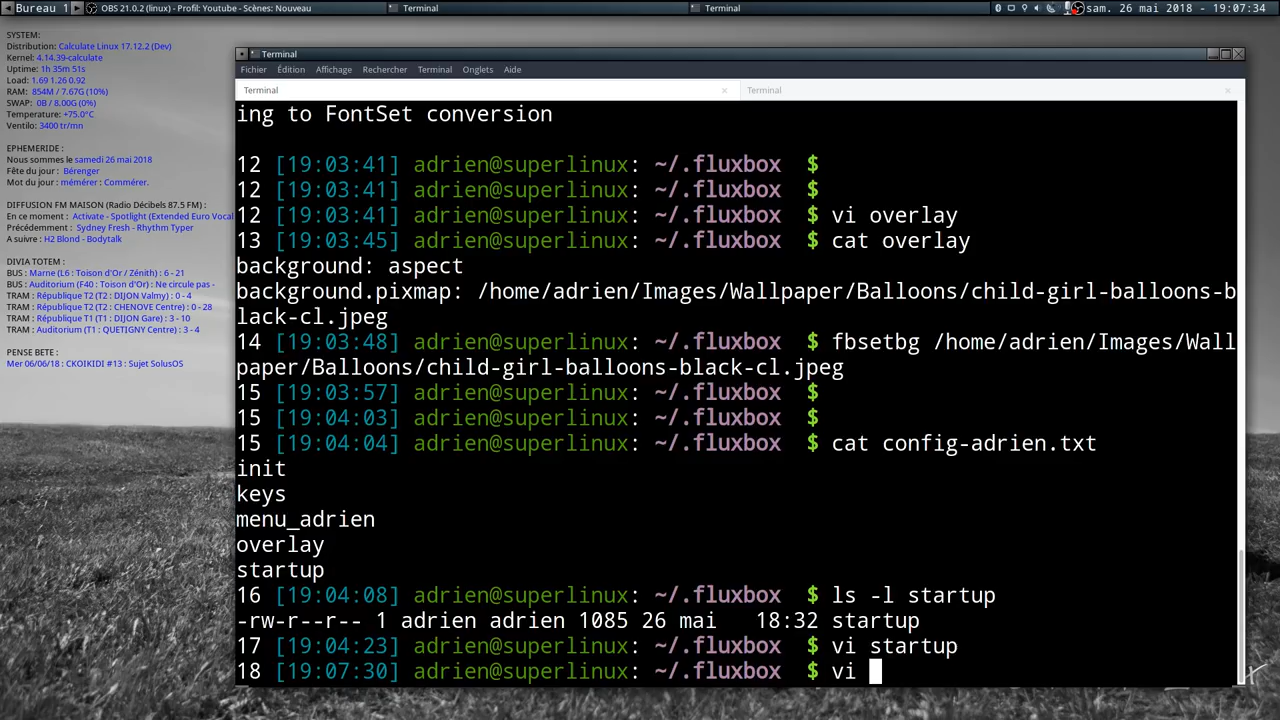 Bureau 1
OBS 21.0.2 (linux) - Profil: Youtube - Scènes: Nouveau
Terminal
Terminal
sam. 26 mai 2018 - 19:07:34
SYSTEM:
Distribution: Calculate Linux 17.12.2 (Dev)
Kernel: 4.14.39-calculate
Uptime: 1h 35m 51s
Load: 1.69 1.26 0.92
RAM: 854M / 7.67G (10%)
SWAP: 0B / 8.00G (0%)
Temperature: +75.0°C
Ventilo: 3400 tr/mn
EPHEMERIDE :
Nous sommes le samedi 26 mai 2018
Fête du jour : Bérenger
Mot du jour : mémérer : Commérer.
DIFFUSION FM MAISON (Radio Décibels 87.5 FM) :
En ce moment : Activate - Spotlight (Extended Euro Vocal
Précédemment : Sydney Fresh - Rhythm Typer
A suivre : H2 Blond - Bodytalk
DIVIA TOTEM :
BUS : Marne (L6 : Toison d'Or / Zénith) : 6 - 21
BUS : Auditorium (F40 : Toison d'Or) : Ne circule pas -
TRAM : République T2 (T2 : DIJON Valmy) : 0 - 4
TRAM : République T2 (T2 : CHENOVE Centre) : 0 - 28
TRAM : République T1 (T1 : DIJON Gare) : 3 - 10
TRAM : Auditorium (T1 : QUETIGNY Centre) : 3 - 4
PENSE BETE :
Mer 06/06/18 : CKOIKIDI #13 : Sujet SolusOS
Terminal
Fichier Édition Affichage Rechercher Terminal Onglets Aide
Terminal × Terminal ×
ing to FontSet conversion
12 [19:03:41] adrien@superlinux: ~/.fluxbox $
12 [19:03:41] adrien@superlinux: ~/.fluxbox $
12 [19:03:41] adrien@superlinux: ~/.fluxbox $ vi overlay
13 [19:03:45] adrien@superlinux: ~/.fluxbox $ cat overlay
background: aspect
background.pixmap: /home/adrien/Images/Wallpaper/Balloons/child-girl-balloons-b
lack-cl.jpeg
14 [19:03:48] adrien@superlinux: ~/.fluxbox $ fbsetbg /home/adrien/Images/Wall
paper/Balloons/child-girl-balloons-black-cl.jpeg
15 [19:03:57] adrien@superlinux: ~/.fluxbox $
15 [19:04:03] adrien@superlinux: ~/.fluxbox $
15 [19:04:04] adrien@superlinux: ~/.fluxbox $ cat config-adrien.txt
init
keys
menu_adrien
overlay
startup
16 [19:04:08] adrien@superlinux: ~/.fluxbox $ ls -l startup
-rw-r--r-- 1 adrien adrien 1085 26 mai 18:32 startup
17 [19:04:23] adrien@superlinux: ~/.fluxbox $ vi startup
18 [19:07:30] adrien@superlinux: ~/.fluxbox $ vi